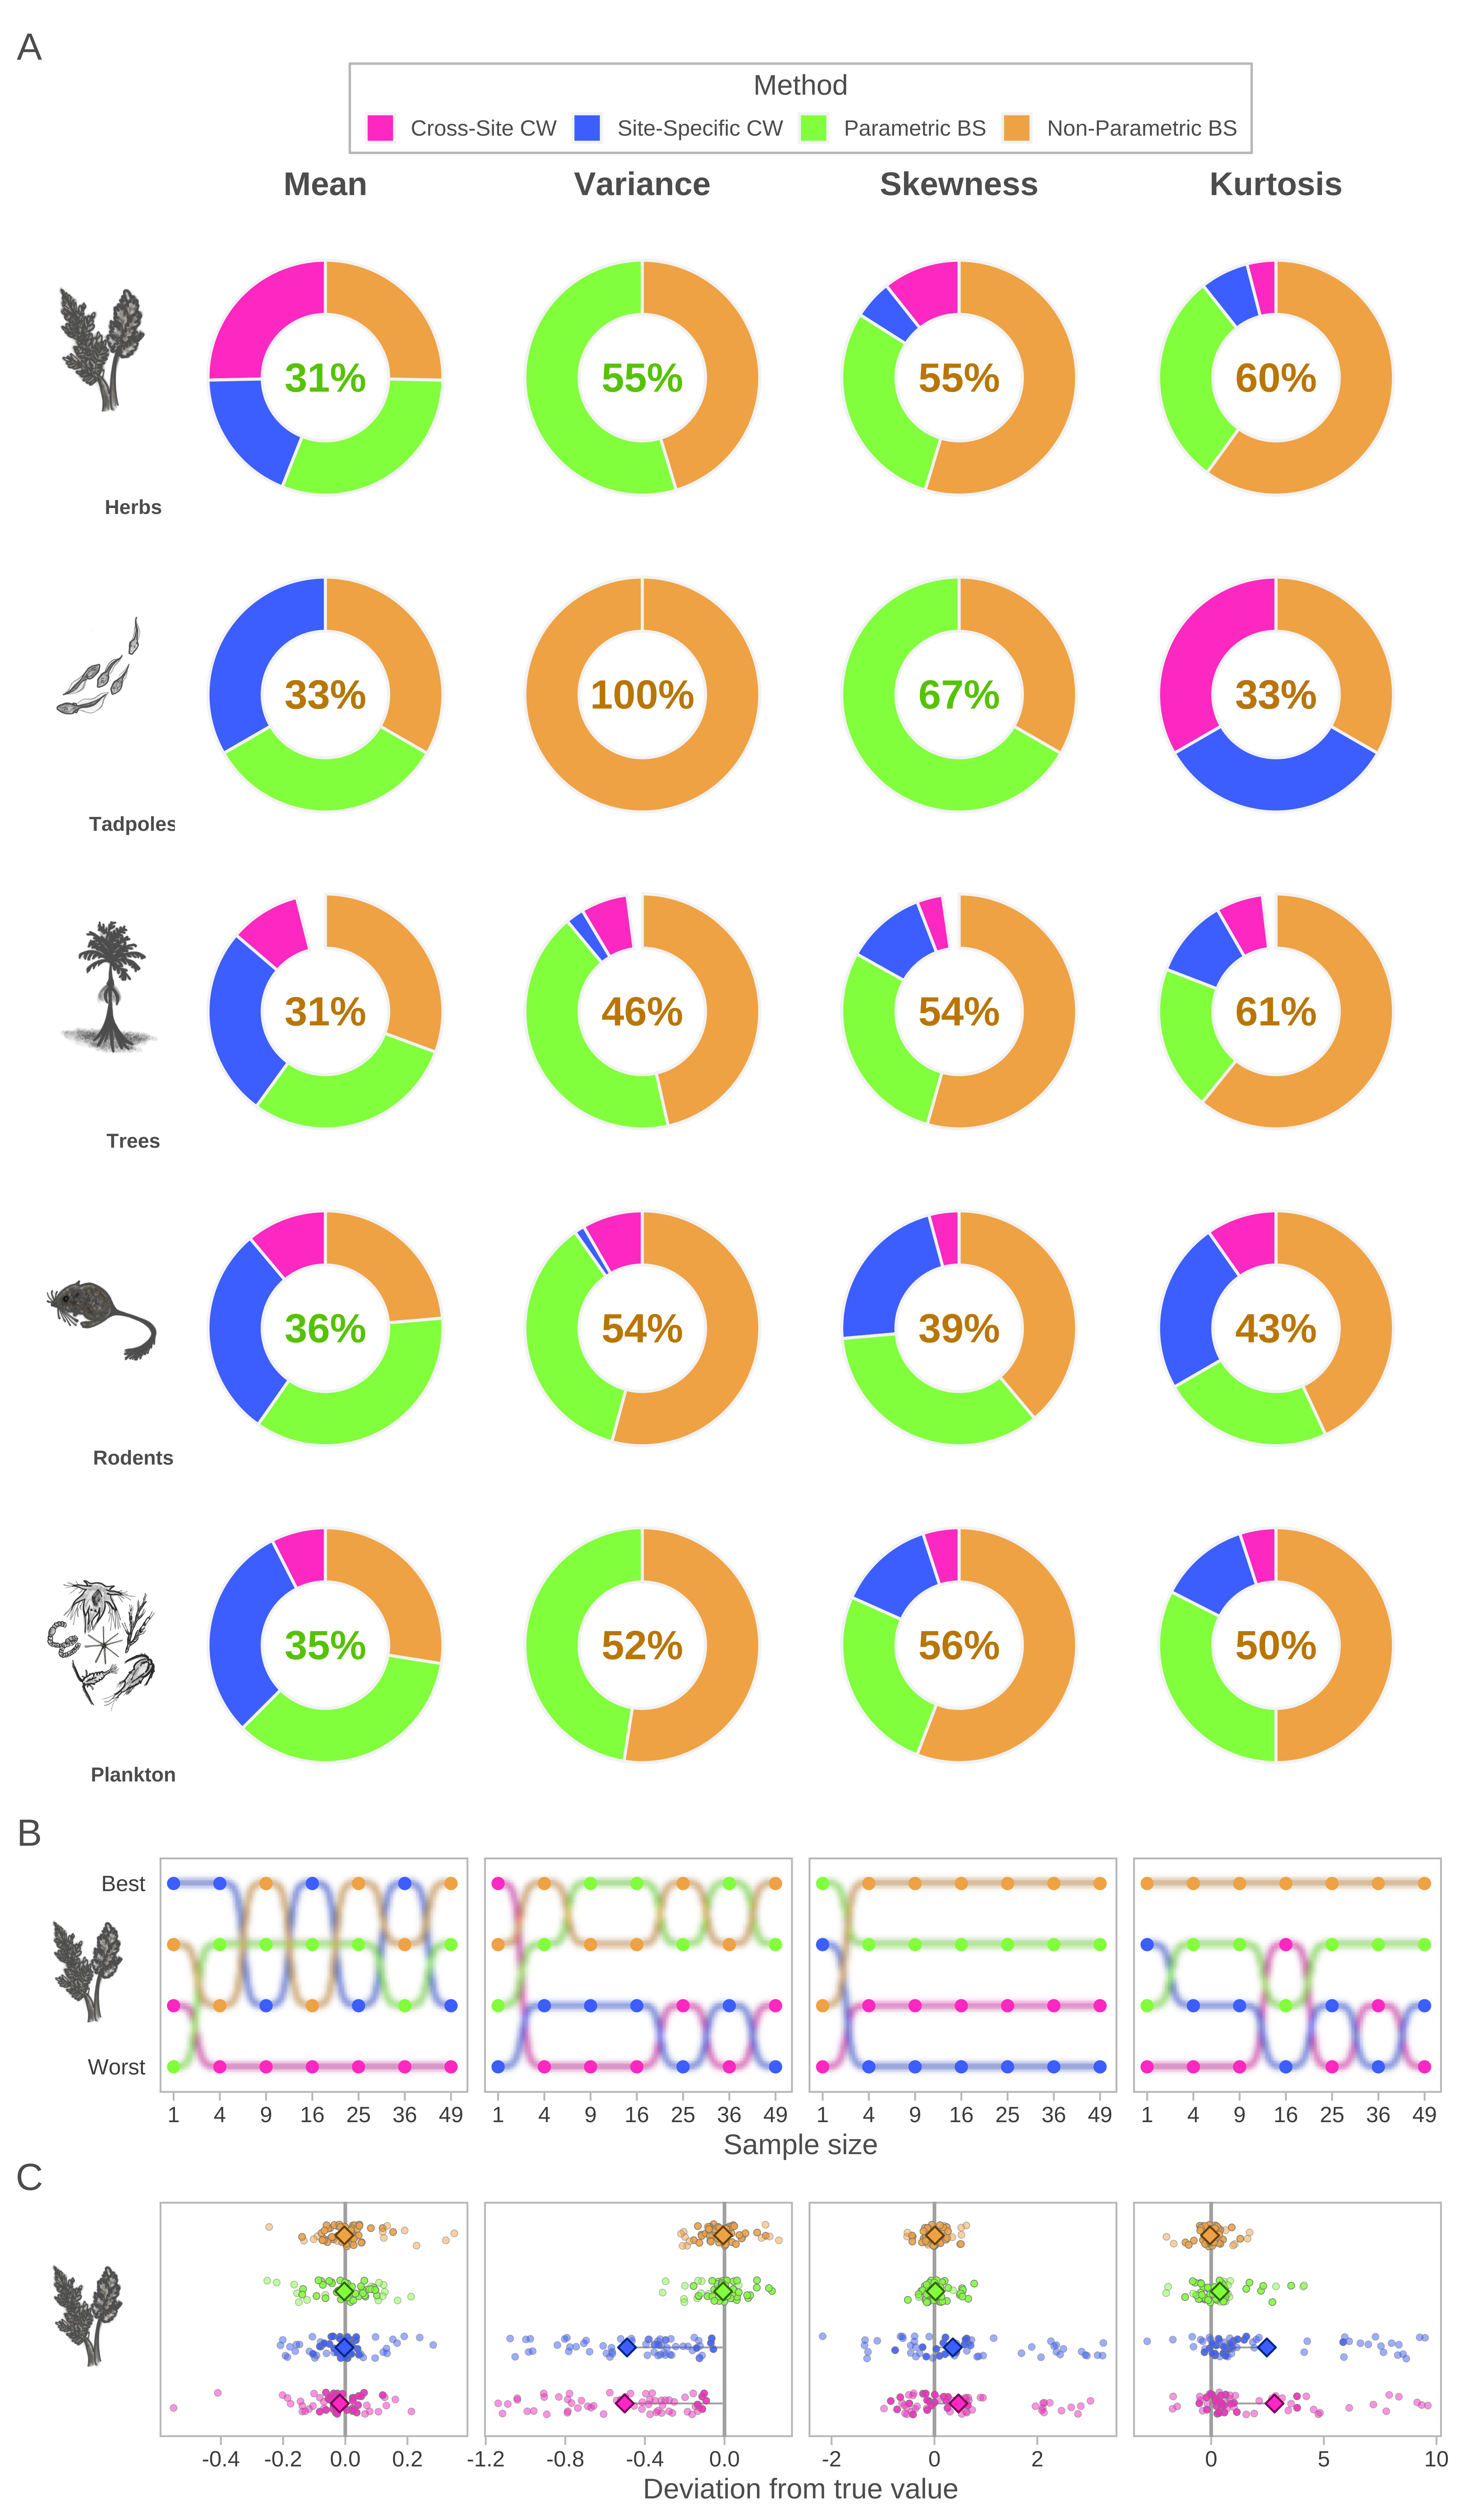 A
Method
Cross-Site CW Site-Specific CW Parametric BS Non-Parametric BS
Mean Variance Skewness Kurtosis
31% 55% 55% 60%
Herbs
33% 100% 67% 33%
Tadpoles
31% 46% 54% 61%
Trees
36% 54% 39% 43%
Rodents
35% 52% 56% 50%
Plankton
B
Best
Worst
1 4 9 16 25 36 49 1 4 9 16 25 36 49 1 4 9 16 25 36 49 1 4 9 16 25 36 49
Sample size
C
-0.4 -0.2 0.0 0.2 -1.2 -0.8 -0.4 0.0 -2 0 2 0 5 10
Deviation from true value